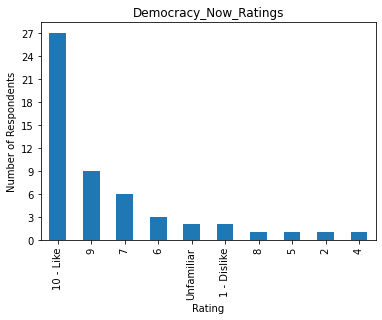 Democracy_Now_Ratings
Number of Respondents
27
24
21
18
15
12
9
6
3
0
10 - Like
9
7
6
Unfamiliar
1 - Dislike
8
5
2
4
Rating